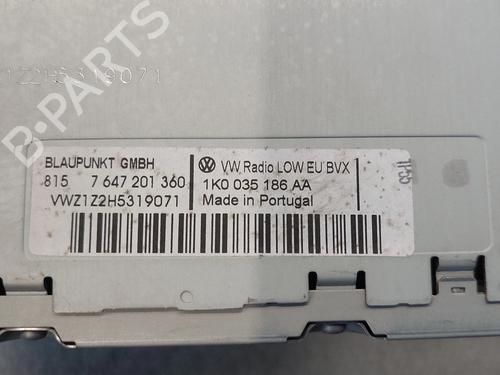 1Z2H5319071
BLAUPUNKT GMBH
815 7 647 201 360
VWZ1Z2H5319071
VW Radio LOW EU BVX
1K0 035 186 AA
Made in Portugal
B-PARTS